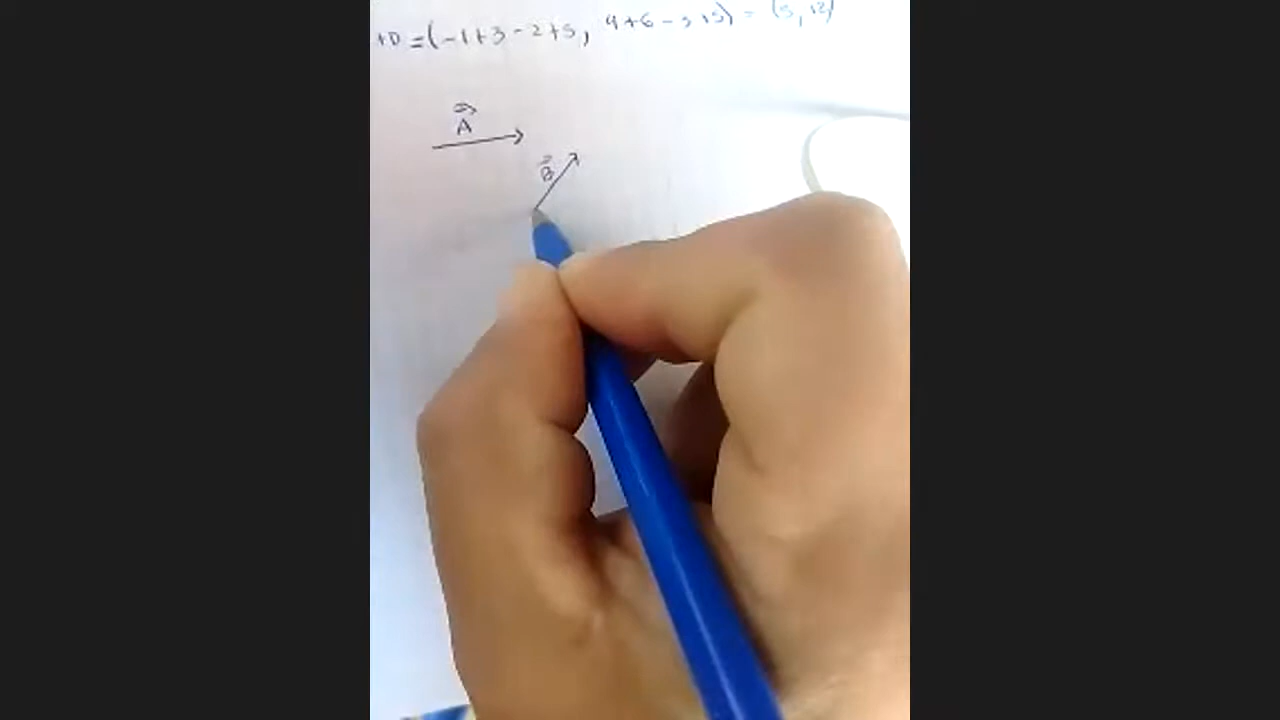 +D = (-1+3-2+5, 4+6-3+5) = (5, 12)
A
B